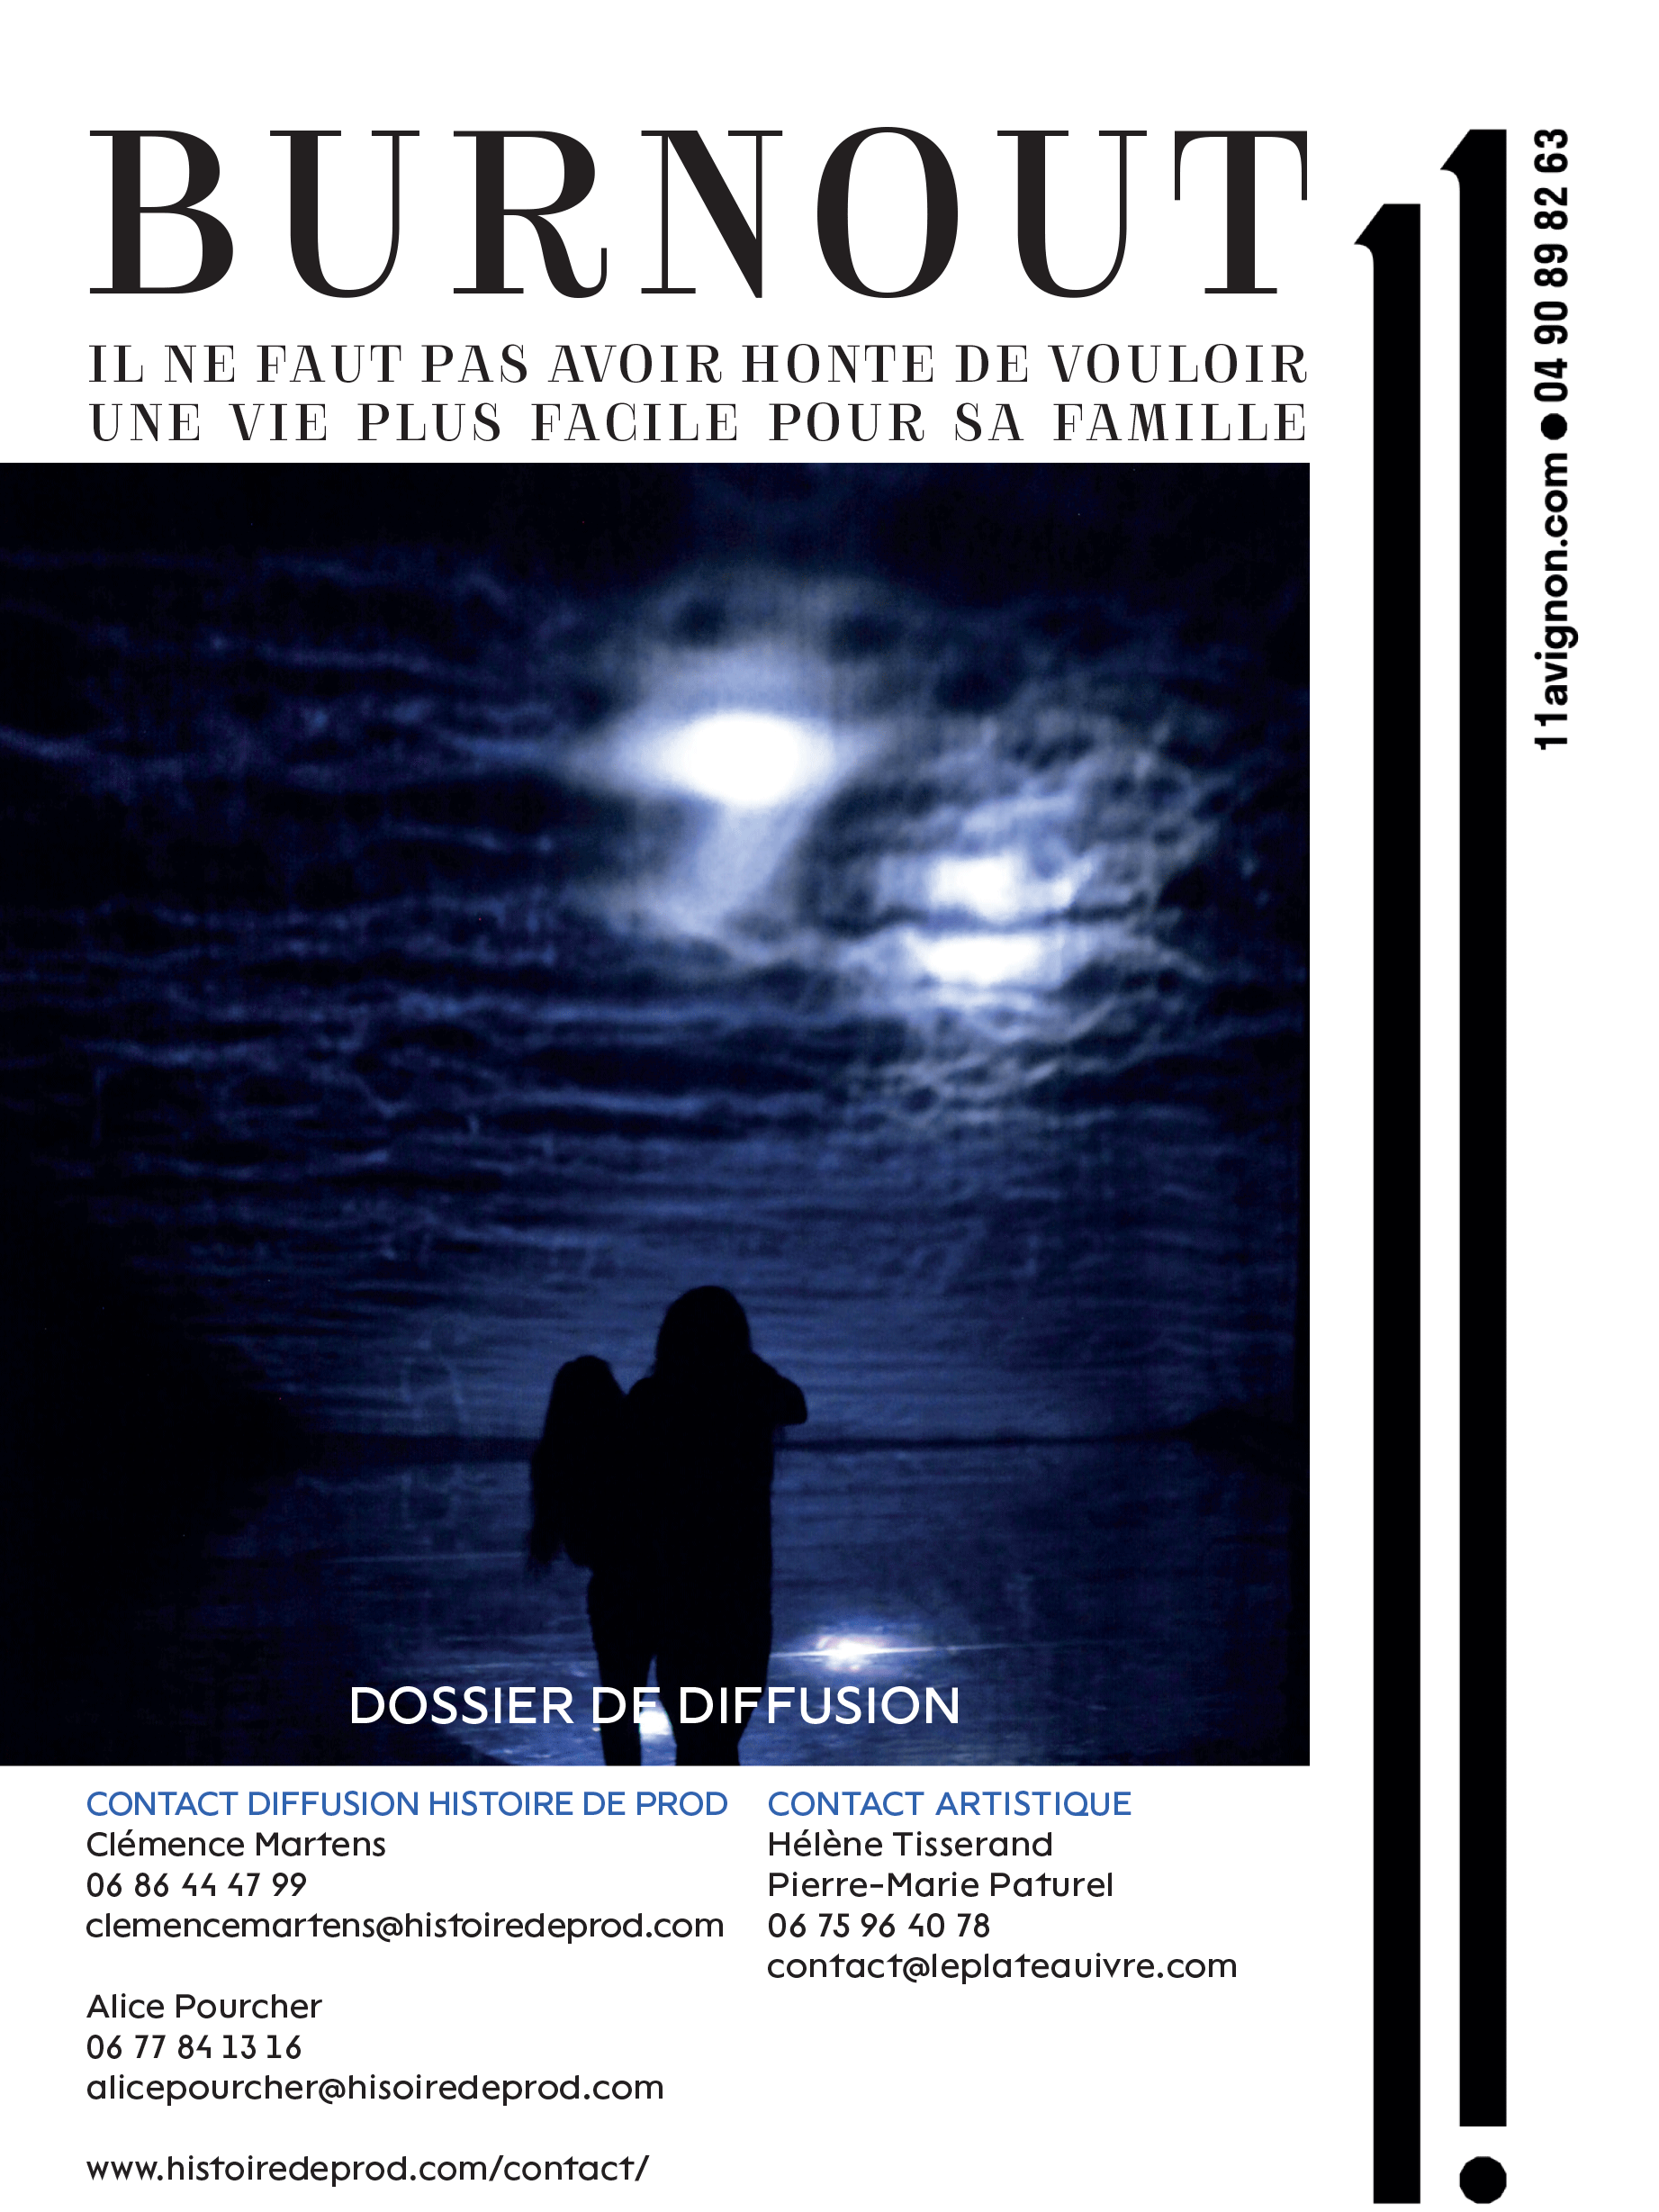 BURNOUT
IL NE FAUT PAS AVOIR HONTE DE VOULOIR
UNE VIE PLUS FACILE POUR SA FAMILLE
11
11avignon.com ● 04 90 89 82 63
DOSSIER DE DIFFUSION
CONTACT DIFFUSION HISTOIRE DE PROD
Clémence Martens
06 86 44 47 99
clemencemartens@histoiredeprod.com
Alice Pourcher
06 77 84 13 16
alicepourcher@hisoiredeprod.com
www.histoiredeprod.com/contact/
CONTACT ARTISTIQUE
Hélène Tisserand
Pierre-Marie Paturel
06 75 96 40 78
contact@leplateauivre.com